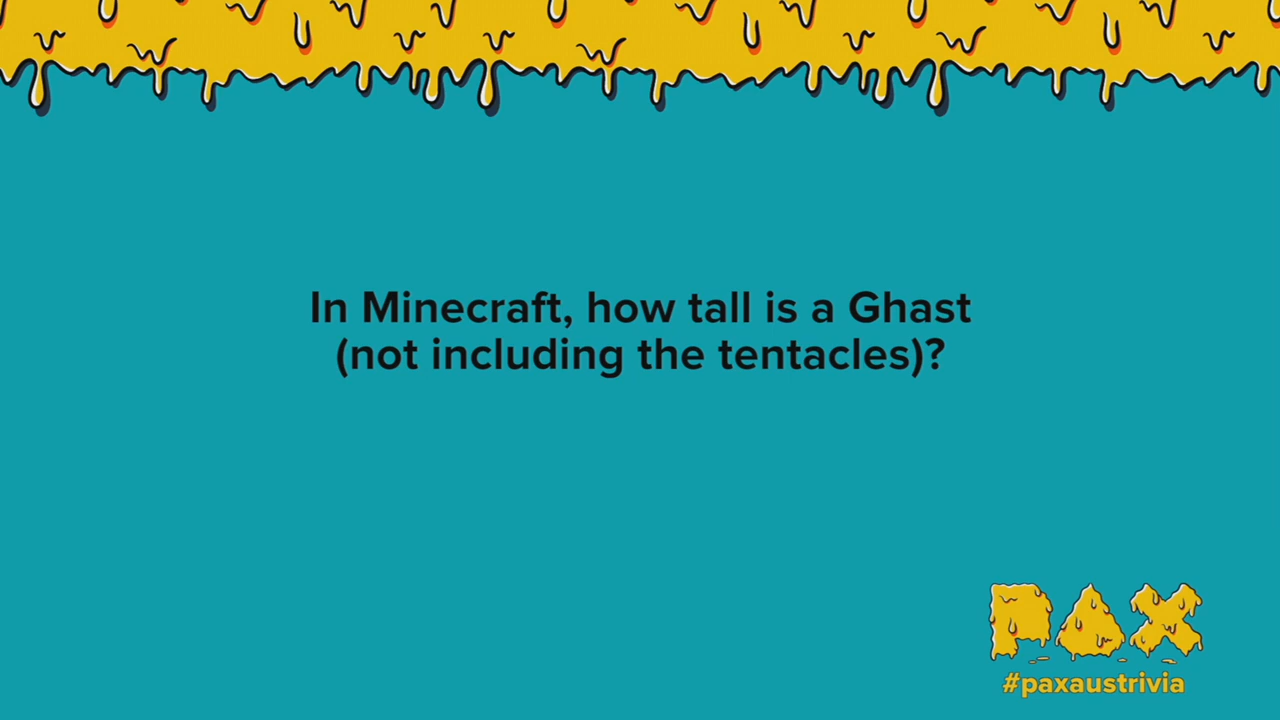 In Minecraft, how tall is a Ghast
(not including the tentacles)?
PAX
#paxaustrivia